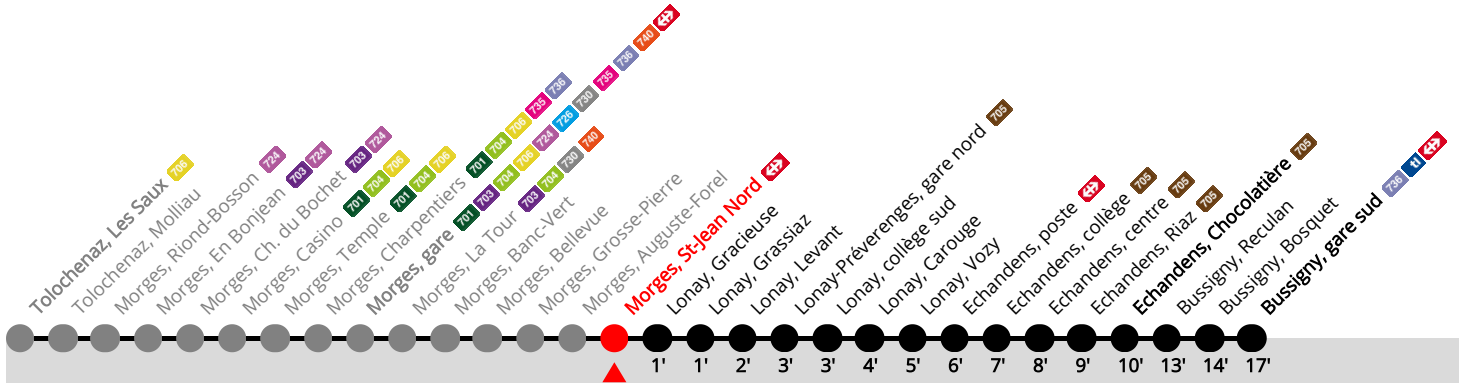 Tolochenaz, Les Saux 706
Tolochenaz, Molliau
Morges, Riond-Bosson 724
Morges, En Bonjean 703 724
Morges, Ch. du Bochet 703 724
Morges, Casino 701 704 706
Morges, Temple 701 704 706
Morges, Charpentiers 701 704 706 735 736
Morges, gare 701 703 704 706 724 726 730 735 736 740
Morges, La Tour 703 704 730 740
Morges, Banc-Vert
Morges, Bellevue
Morges, Grosse-Pierre
Morges, Auguste-Forel
Morges, St-Jean Nord
Lonay, Gracieuse
Lonay, Grassiaz
Lonay, Levant
Lonay-Préverenges, gare nord 705
Lonay, collège sud
Lonay, Carouge
Lonay, Vozy
Echandens, poste
Echandens, collège 705
Echandens, centre 705
Echandens, Riaz 705
Echandens, Chocolatière 705
Bussigny, Reculan
Bussigny, Bosquet
Bussigny, gare sud 736 tl
1' 1' 2' 3' 3' 4' 5' 6' 7' 8' 9' 10' 13' 14' 17'